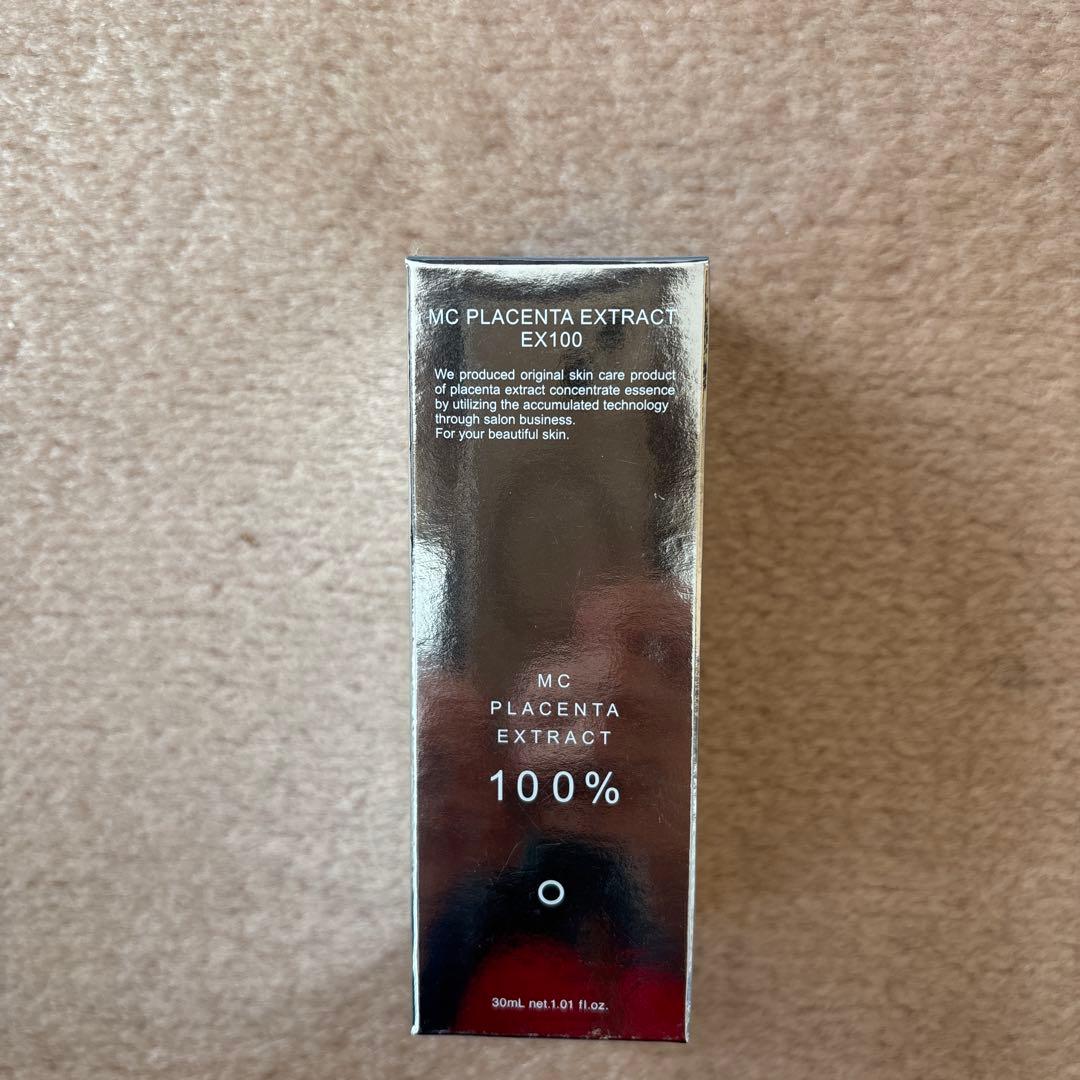 MC PLACENTA EXTRACT
EX100
We produced original skin care product
of placenta extract concentrate essence
by utilizing the accumulated technology
through salon business.
For your beautiful skin.
MC
PLACENTA
EXTRACT
100%
30mL net.1.01 fl.oz.